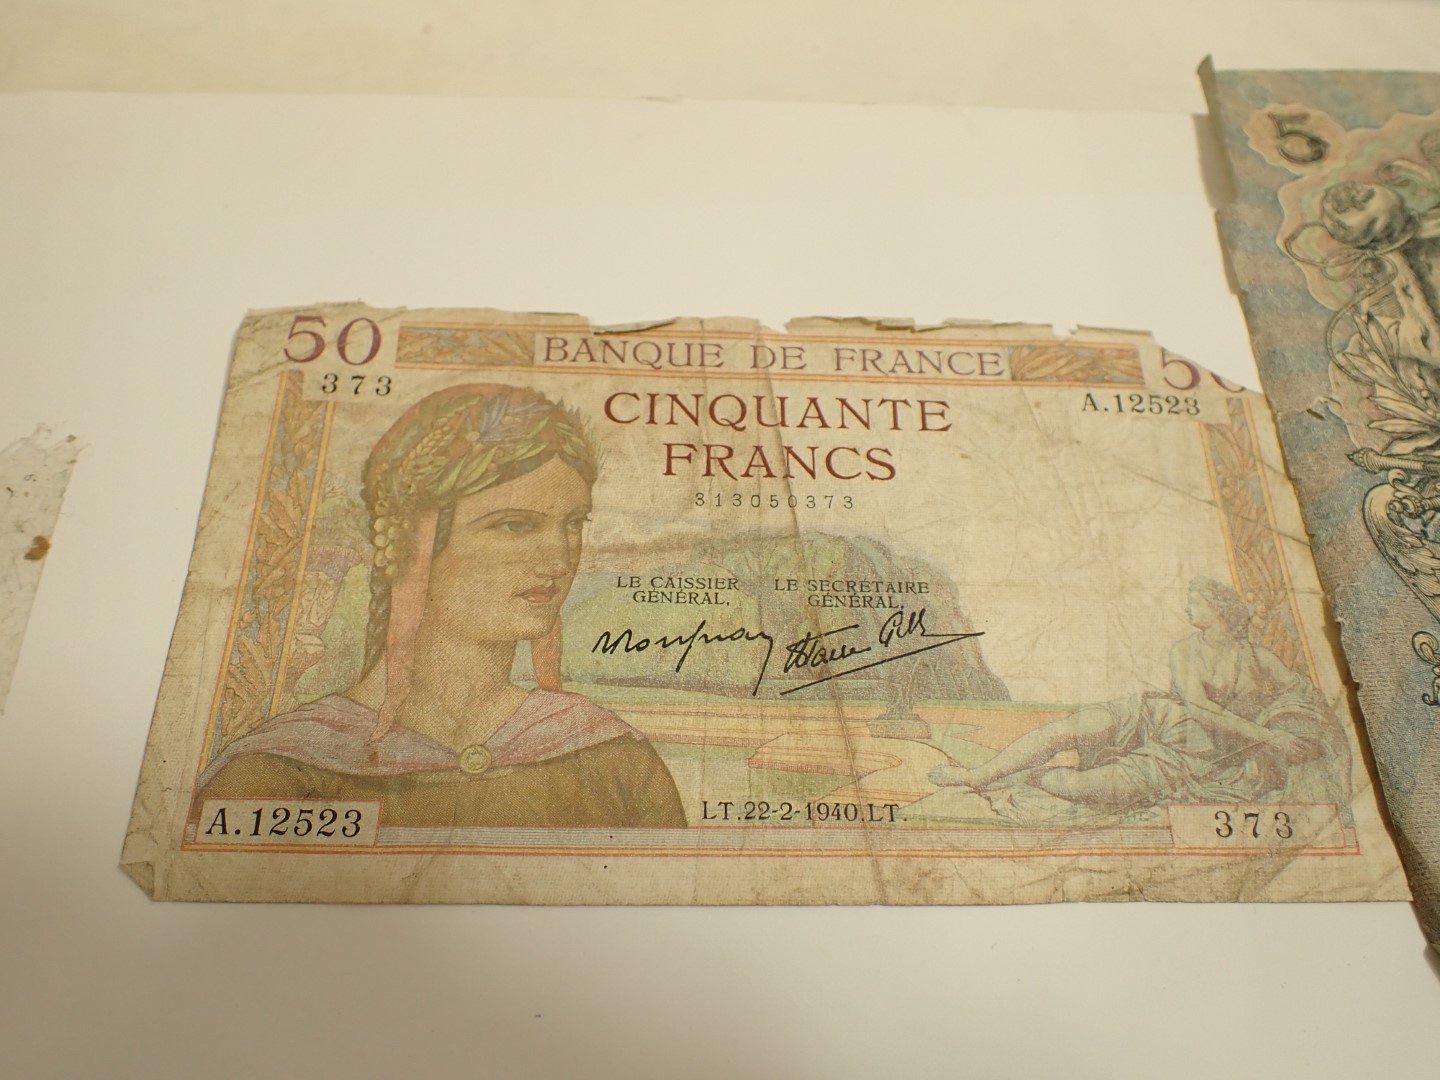 50
BANQUE DE FRANCE
373
A.12523
CINQUANTE
FRANCS
313050373
LE CAISSIER
GÉNÉRAL,
LE SECRÉTAIRE
GÉNÉRAL,
LT.22-2-1940.LT.
A.12523
373
5